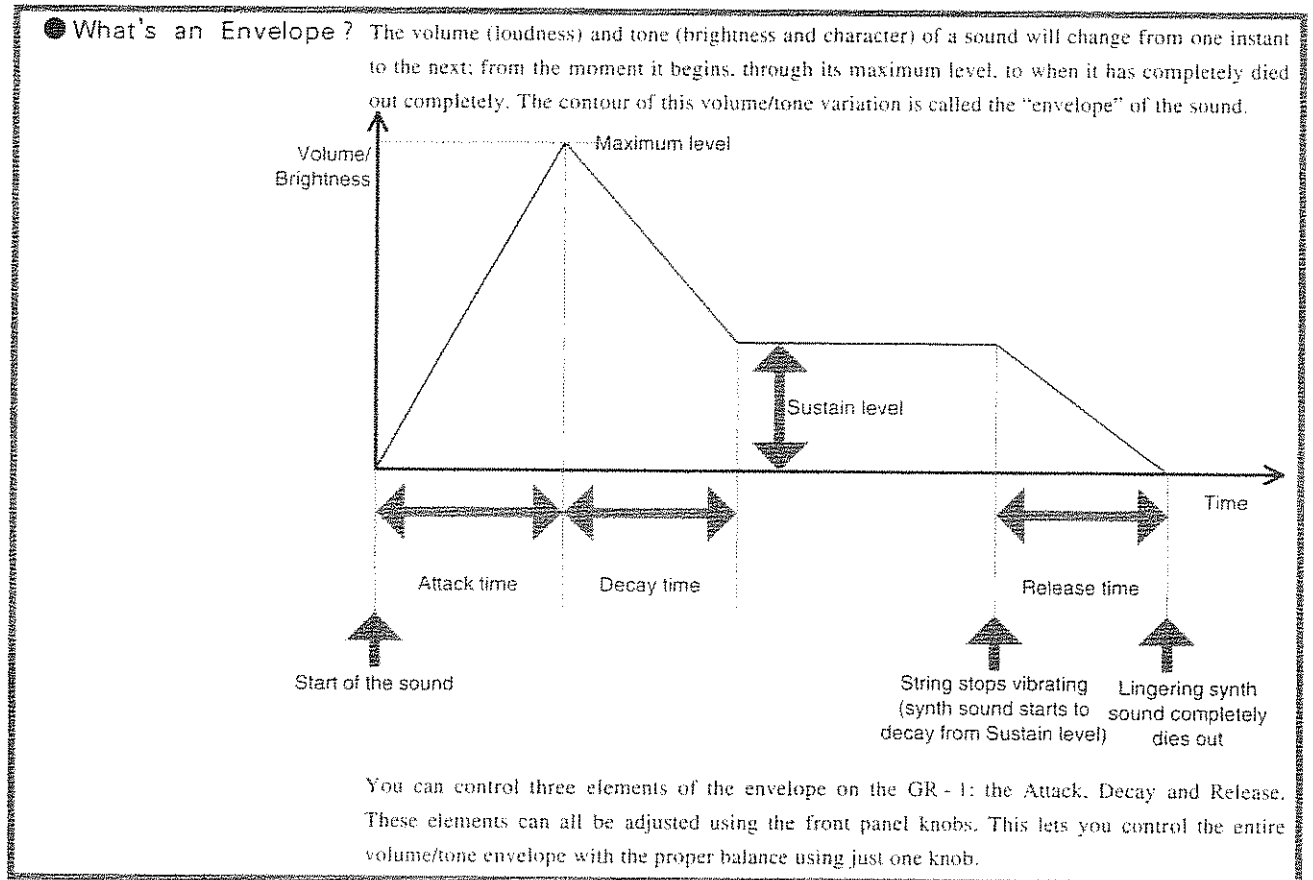 ●What's an Envelope? The volume (loudness) and tone (brightness and character) of a sound will change from one instant
to the next; from the moment it begins, through its maximum level, to when it has completely died
out completely. The contour of this volume/tone variation is called the “envelope” of the sound.
Volume/
Brightness
Maximum level
Sustain level
Time
Attack time
Decay time
Release time
Start of the sound
String stops vibrating
(synth sound starts to
decay from Sustain level)
Lingering synth
sound completely
dies out
You can control three elements of the envelope on the GR - 1: the Attack, Decay and Release.
These elements can all be adjusted using the front panel knobs. This lets you control the entire
volume/tone envelope with the proper balance using just one knob.